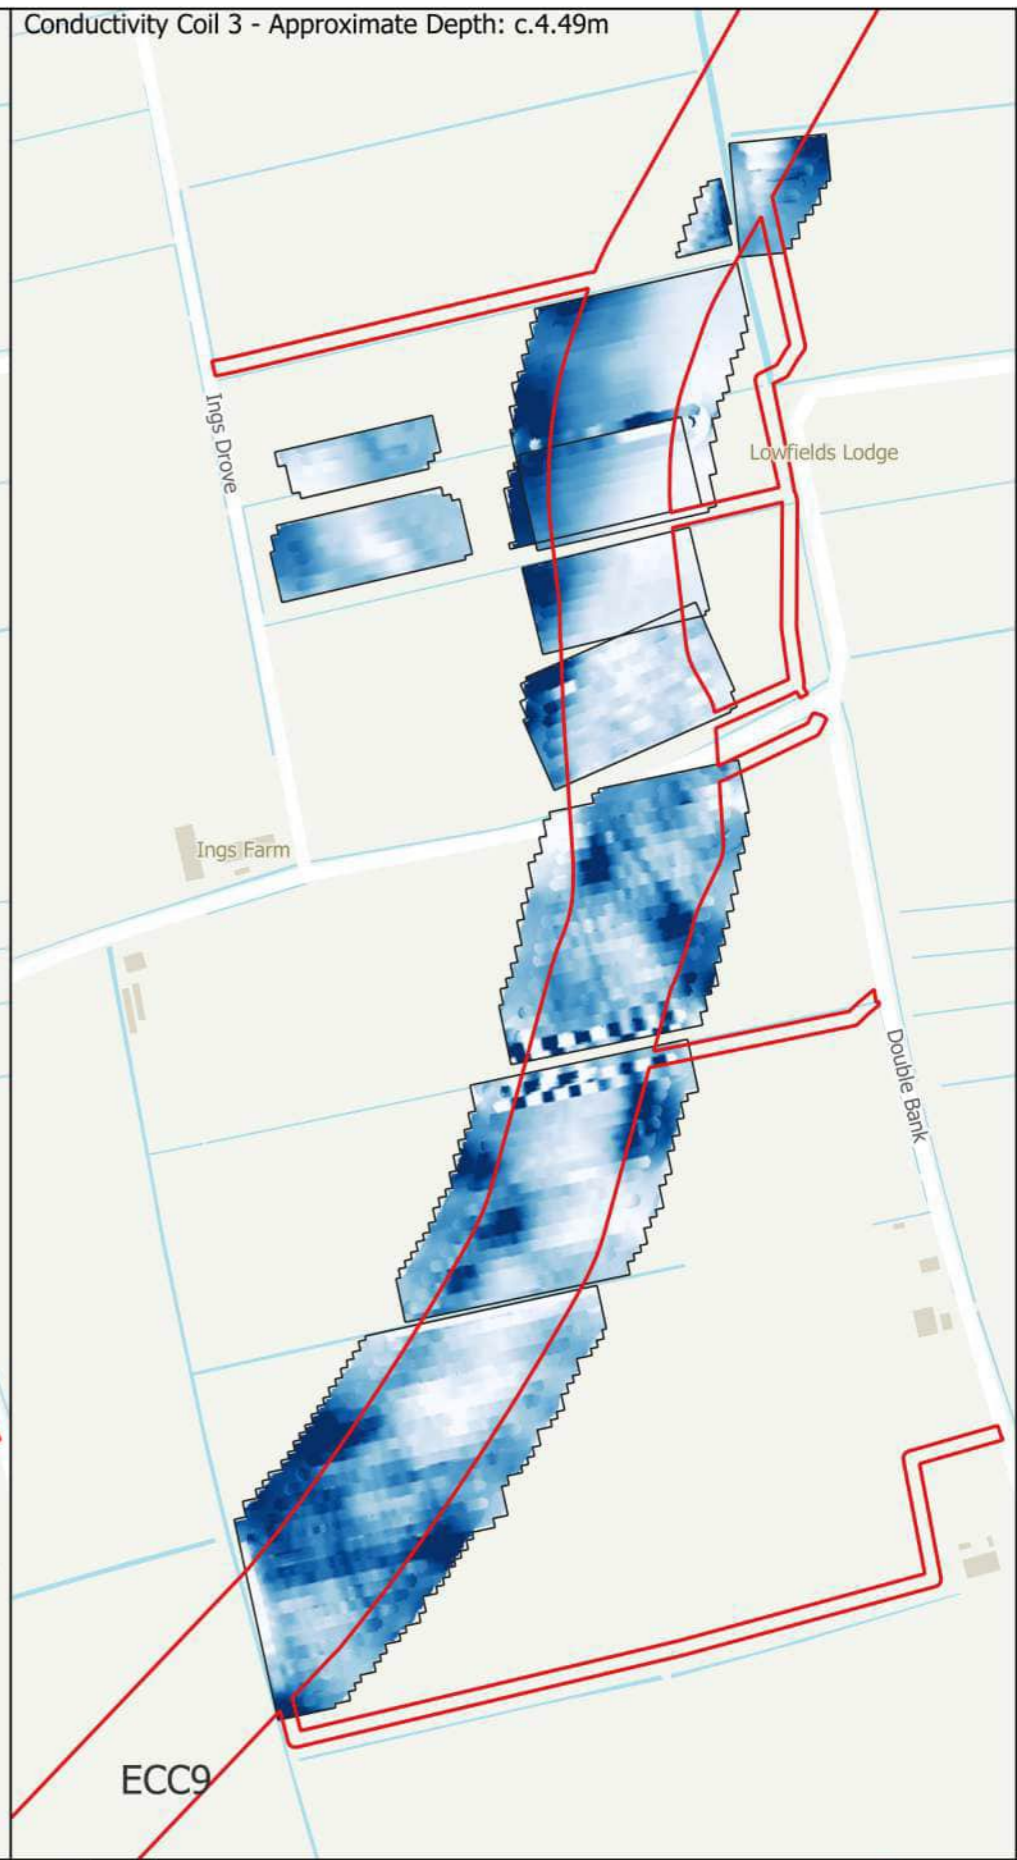 Conductivity Coil 3 - Approximate Depth: c.4.49m
Ings Drove
Lowfields Lodge
Ings Farm
Double Bank
ECC9